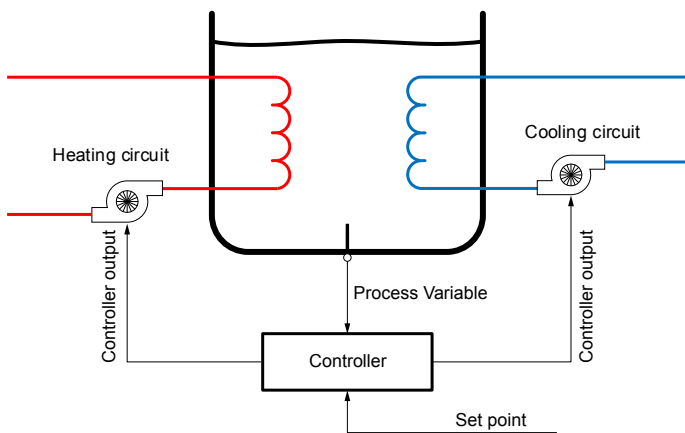 Cooling circuit
Heating circuit
Controller output
Process Variable
Controller output
Controller
Set point